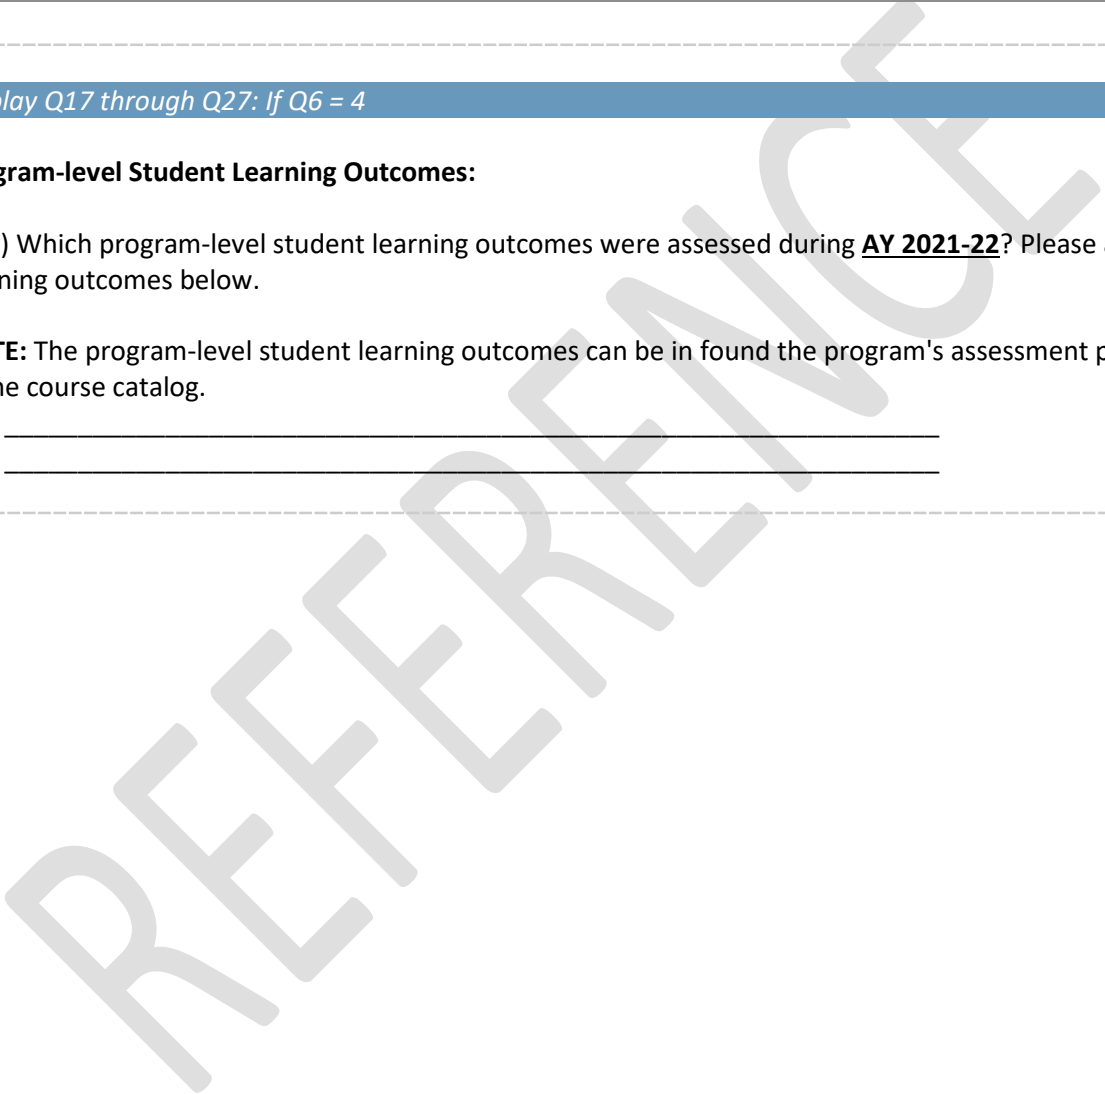 play Q17 through Q27: If Q6 = 4
gram-level Student Learning Outcomes:
) Which program-level student learning outcomes were assessed during AY 2021-22? Please
ning outcomes below.
TE: The program-level student learning outcomes can be in found the program's assessment p
he course catalog.
REFERENCE